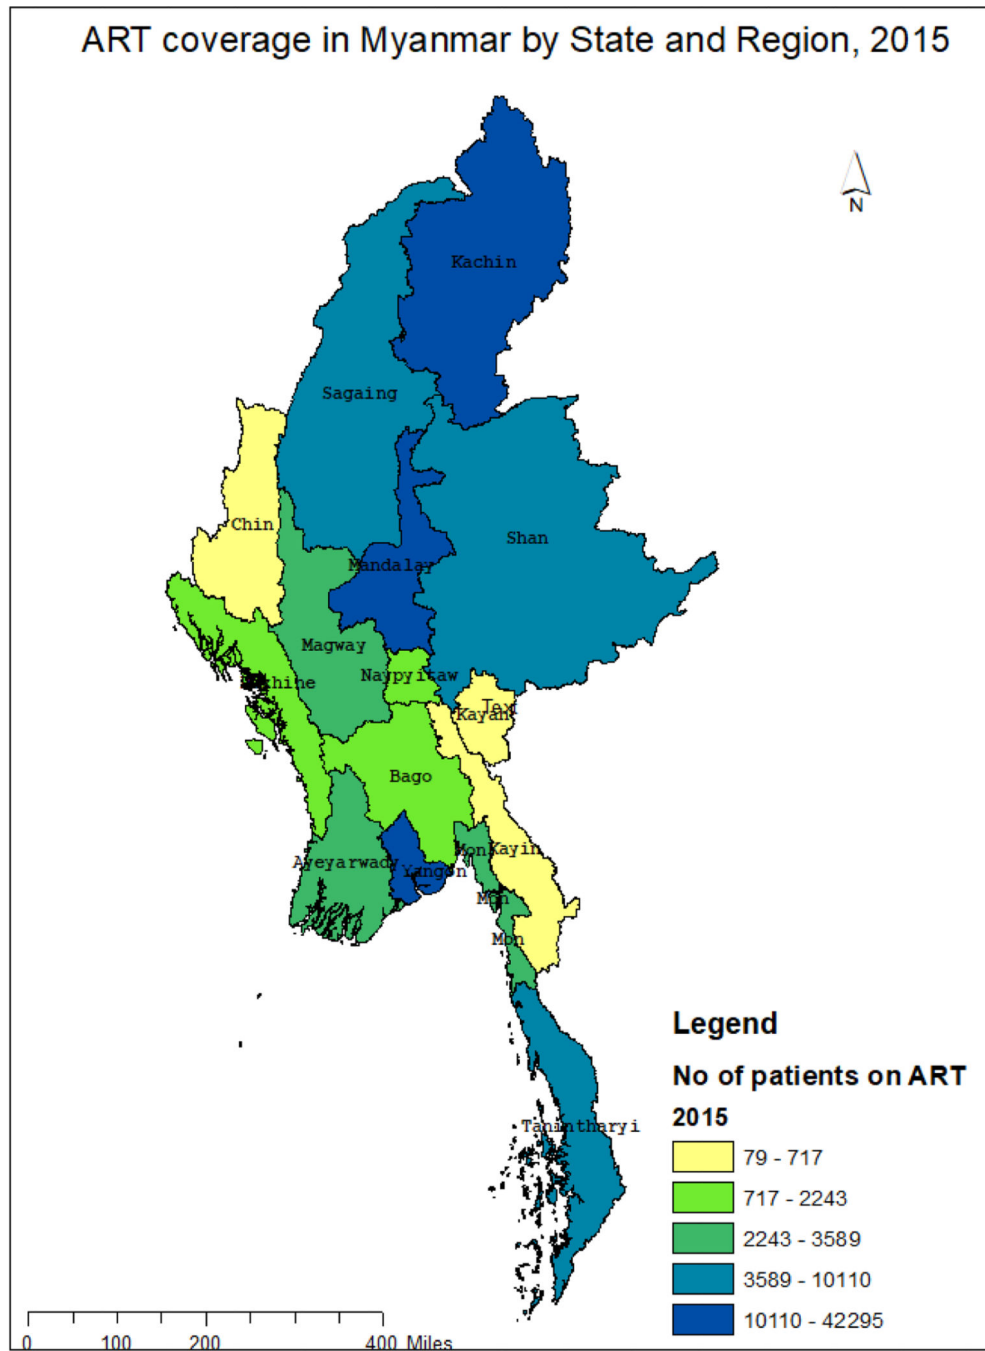 ART coverage in Myanmar by State and Region, 2015
N
Kachin
Sagaing
Chin
Shan
Mandalay
Magway
Naypyitaw
Kayah
Bago
Ayeyarwady
Yangon
Mon
Kayin
Mon
Mon
Tanintharyi
Legend
No of patients on ART
2015
79 - 717
717 - 2243
2243 - 3589
3589 - 10110
10110 - 42295
0 100 200 400 Miles